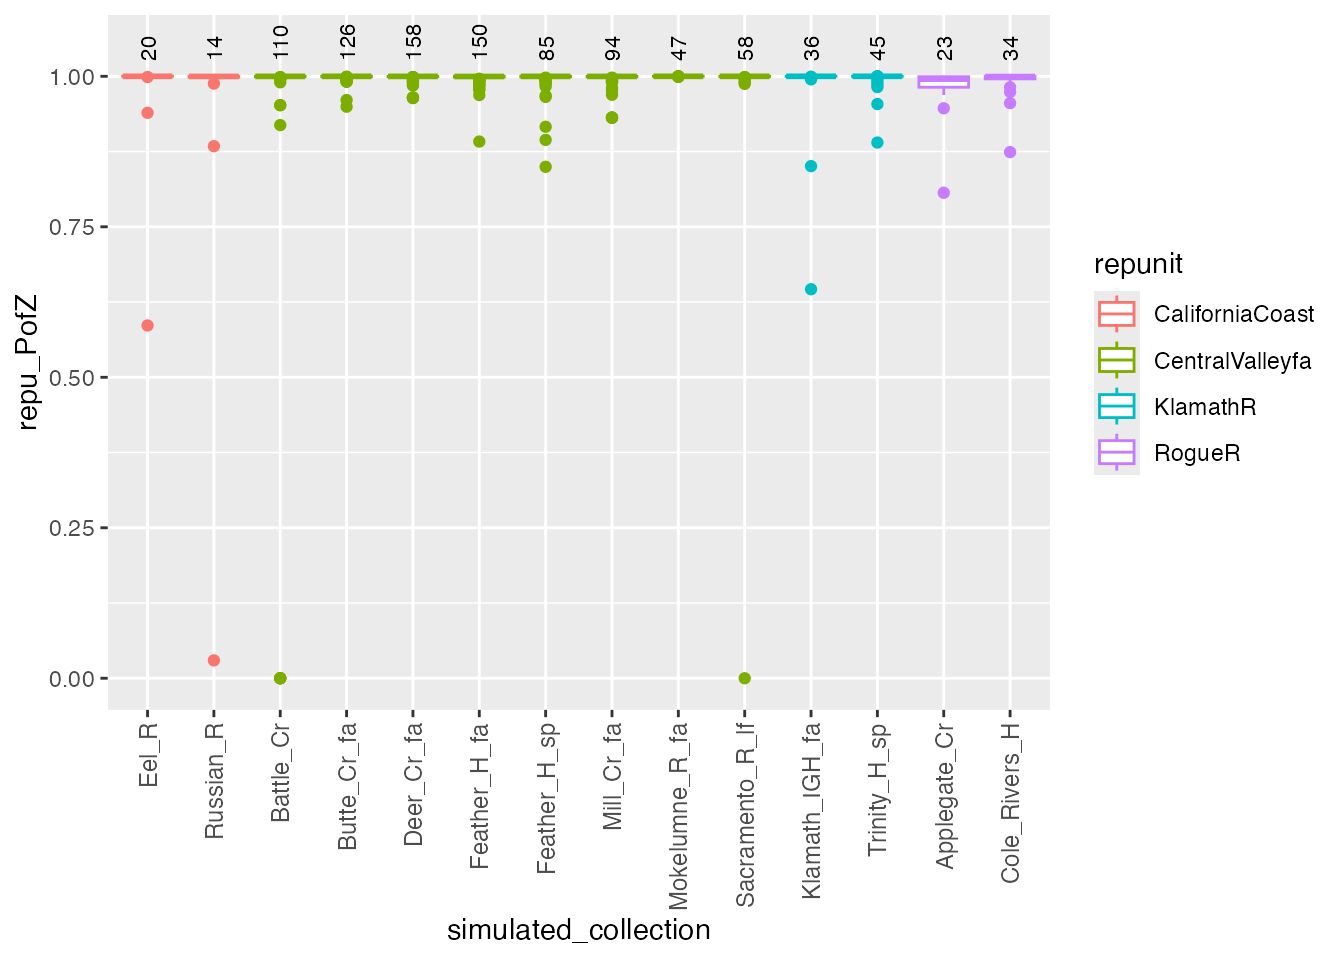 20 14 110 126 158 150 85 94 47 58 36 45 23 34
1.00
0.75
0.50
0.25
0.00
repu_PofZ
Eel_R
Russian_R
Battle_Cr
Butte_Cr_fa
Deer_Cr_fa
Feather_H_fa
Feather_H_sp
Mill_Cr_fa
Mokelumne_R_fa
Sacramento_R_lf
Klamath_IGH_fa
Trinity_H_sp
Applegate_Cr
Cole_Rivers_H
simulated_collection
repunit
CaliforniaCoast
CentralValleyfa
KlamathR
RogueR